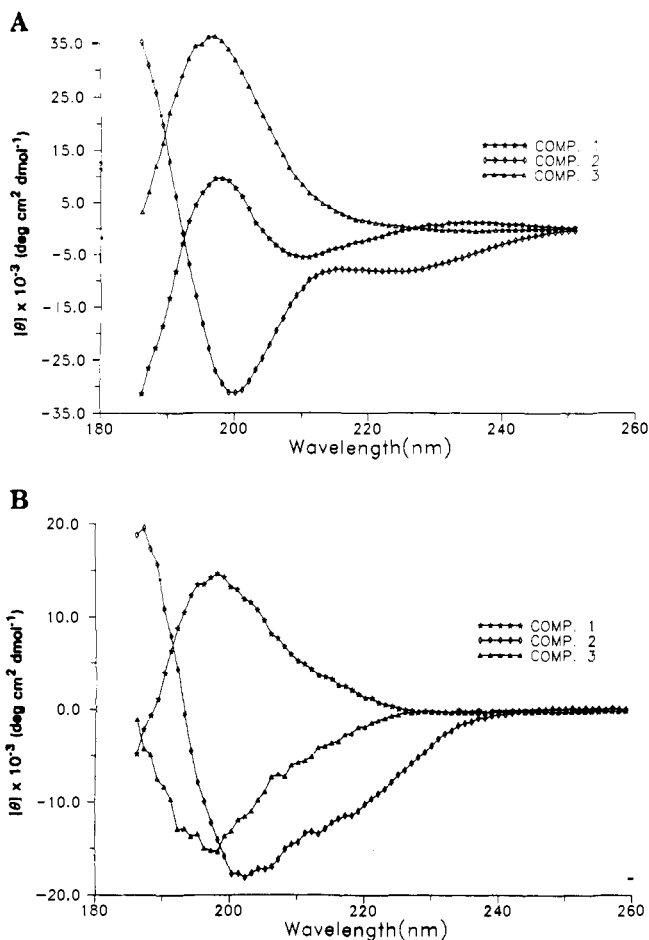 A
[θ] x 10⁻³ (deg cm² dmol⁻¹)
35.0
25.0
15.0
5.0
-5.0
-15.0
-25.0
-35.0
COMP. 1
COMP. 2
COMP. 3
180 200 220 240 260
Wavelength(nm)
B
[θ] x 10⁻³ (deg cm² dmol⁻¹)
20.0
10.0
0.0
-10.0
-20.0
COMP. 1
COMP. 2
COMP. 3
180 200 220 240 260
Wavelength(nm)